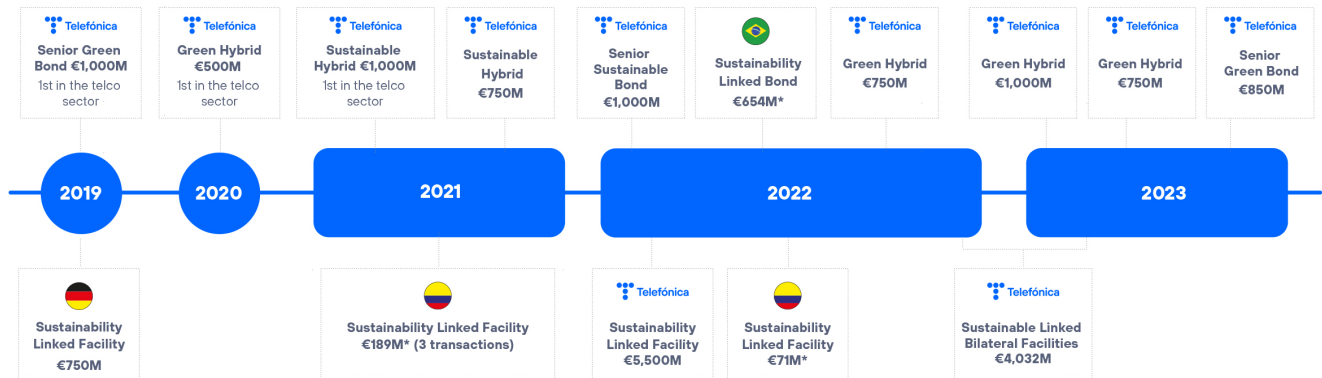 Telefónica
Senior Green
Bond €1,000M
1st in the telco
sector
Telefónica
Green Hybrid
€500M
1st in the telco
sector
Telefónica
Sustainable
Hybrid €1,000M
1st in the telco
sector
Telefónica
Sustainable
Hybrid
€750M
Telefónica
Senior
Sustainable
Bond
€1,000M
Sustainability
Linked Bond
€654M*
Telefónica
Green Hybrid
€750M
Telefónica
Green Hybrid
€1,000M
Telefónica
Green Hybrid
€750M
Telefónica
Senior
Green Bond
€850M
2019
2020
2021
2022
2023
Sustainability
Linked Facility
€750M
Sustainability Linked Facility
€189M* (3 transactions)
Telefónica
Sustainability
Linked Facility
€5,500M
Sustainability
Linked Facility
€71M*
Telefónica
Sustainable Linked
Bilateral Facilities
€4,032M